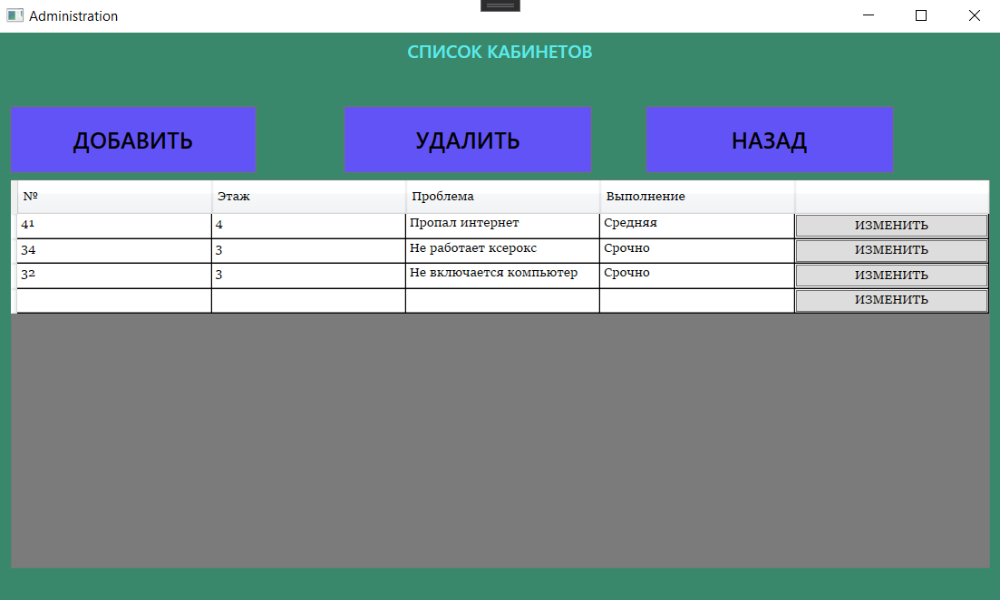 Administration
СПИСОК КАБИНЕТОВ
ДОБАВИТЬ УДАЛИТЬ НАЗАД
№ Этаж Проблема Выполнение
41 4 Пропал интернет Средняя ИЗМЕНИТЬ
34 3 Не работает ксерокс Срочно ИЗМЕНИТЬ
32 3 Не включается компьютер Срочно ИЗМЕНИТЬ
ИЗМЕНИТЬ